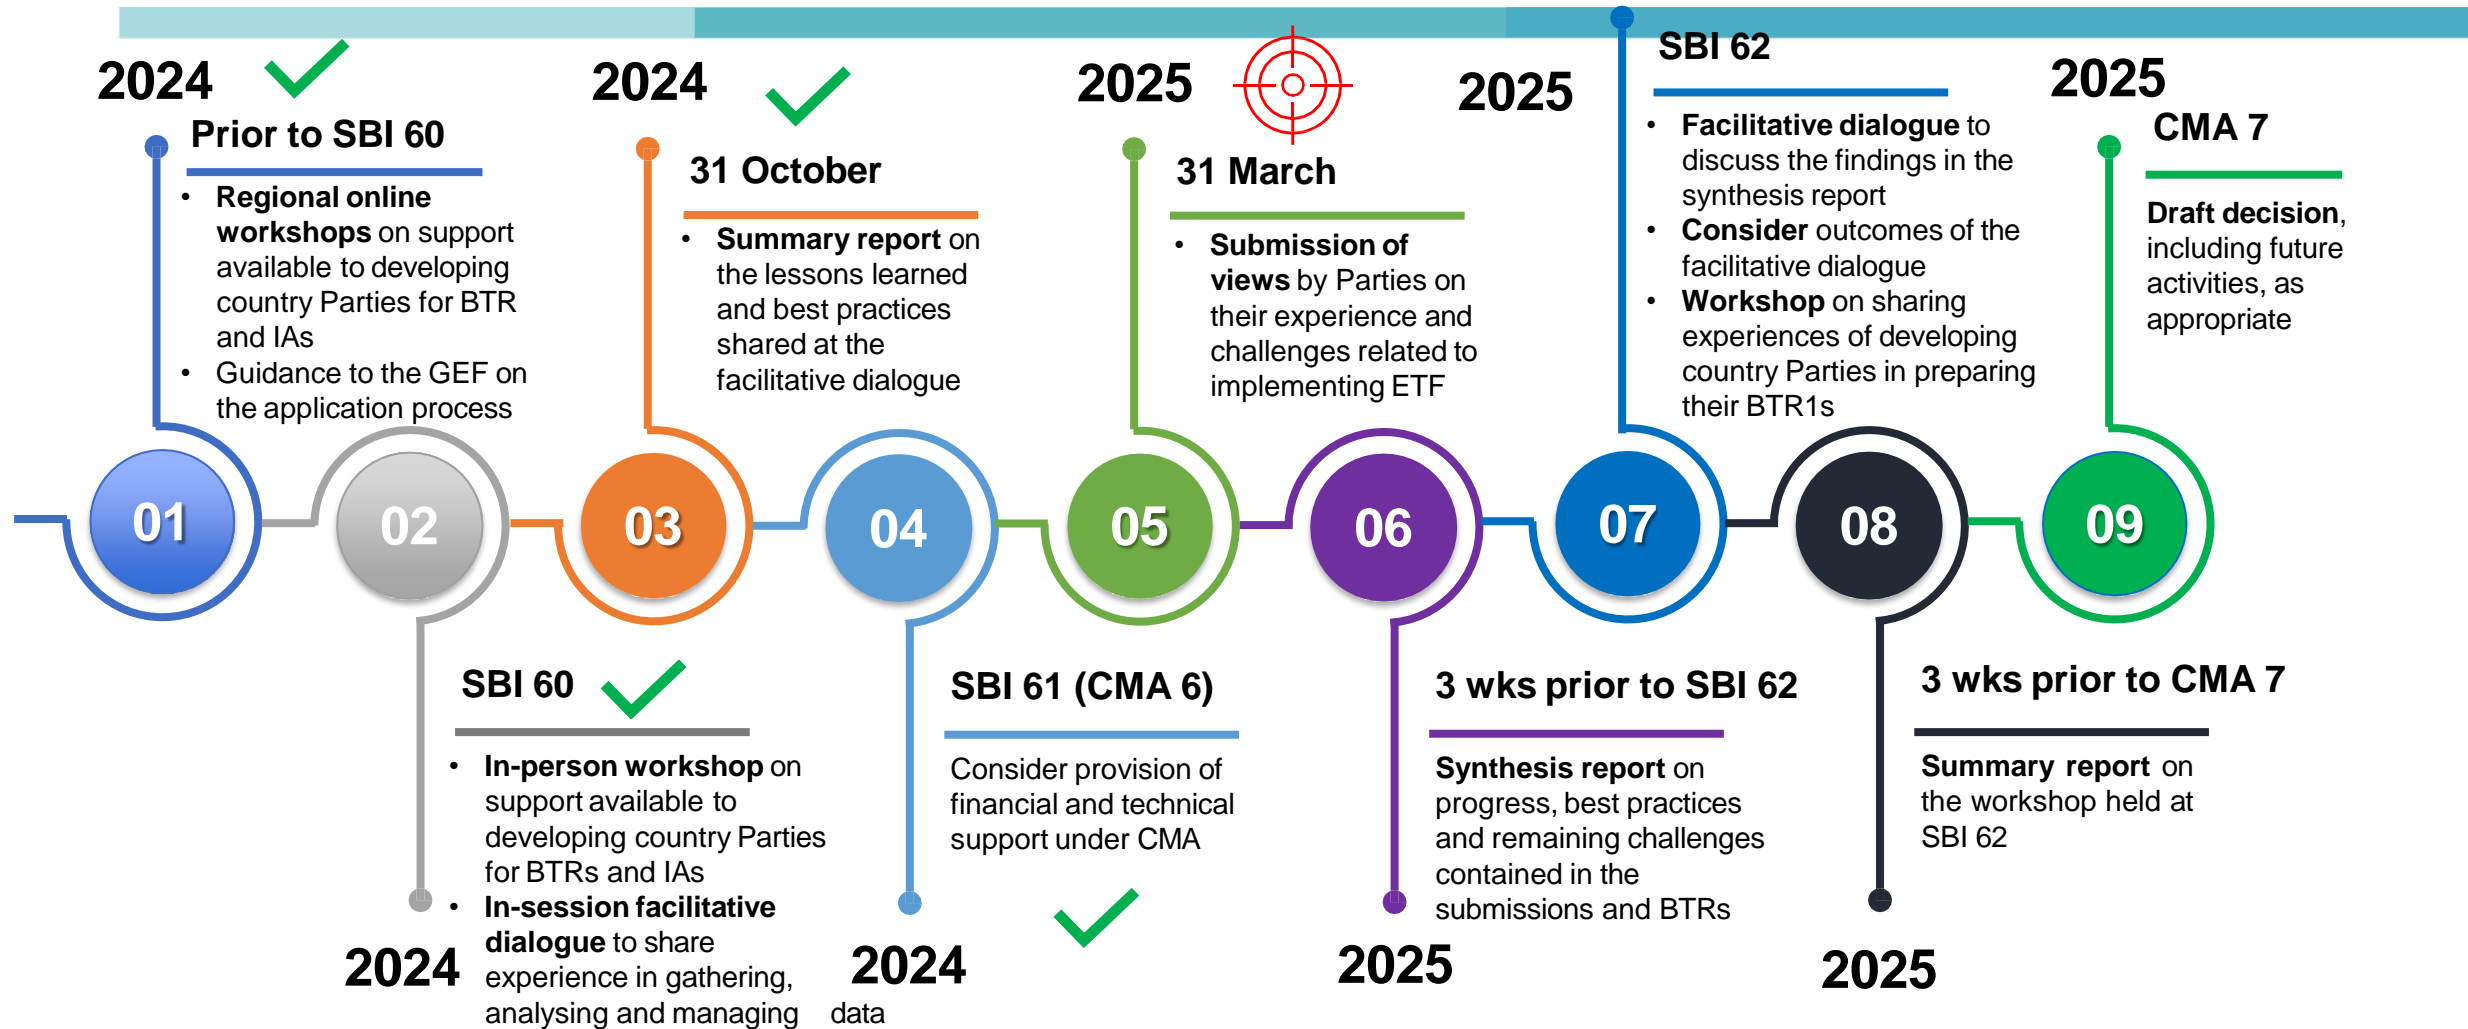 2024
Prior to SBI 60
• Regional online
workshops on support
available to developing
country Parties for BTR
and IAs
• Guidance to the GEF on
the application process
01
02
SBI 60
• In-person workshop on
support available to
developing country Parties
for BTRs and IAs
• In-session facilitative
dialogue to share
experience in gathering,
analysing and managing data
2024
2024
31 October
• Summary report on
the lessons learned
and best practices
shared at the
facilitative dialogue
03
04
SBI 61 (CMA 6)
Consider provision of
financial and technical
support under CMA
2024
2025
31 March
• Submission of
views by Parties on
their experience and
challenges related to
implementing ETF
05
06
3 wks prior to SBI 62
Synthesis report on
progress, best practices
and remaining challenges
contained in the
submissions and BTRs
2025
2025
SBI 62
• Facilitative dialogue to
discuss the findings in the
synthesis report
• Consider outcomes of the
facilitative dialogue
• Workshop on sharing
experiences of developing
country Parties in preparing
their BTR1s
07
08
3 wks prior to CMA 7
Summary report on
the workshop held at
SBI 62
2025
2025
CMA 7
Draft decision,
including future
activities, as
appropriate
09